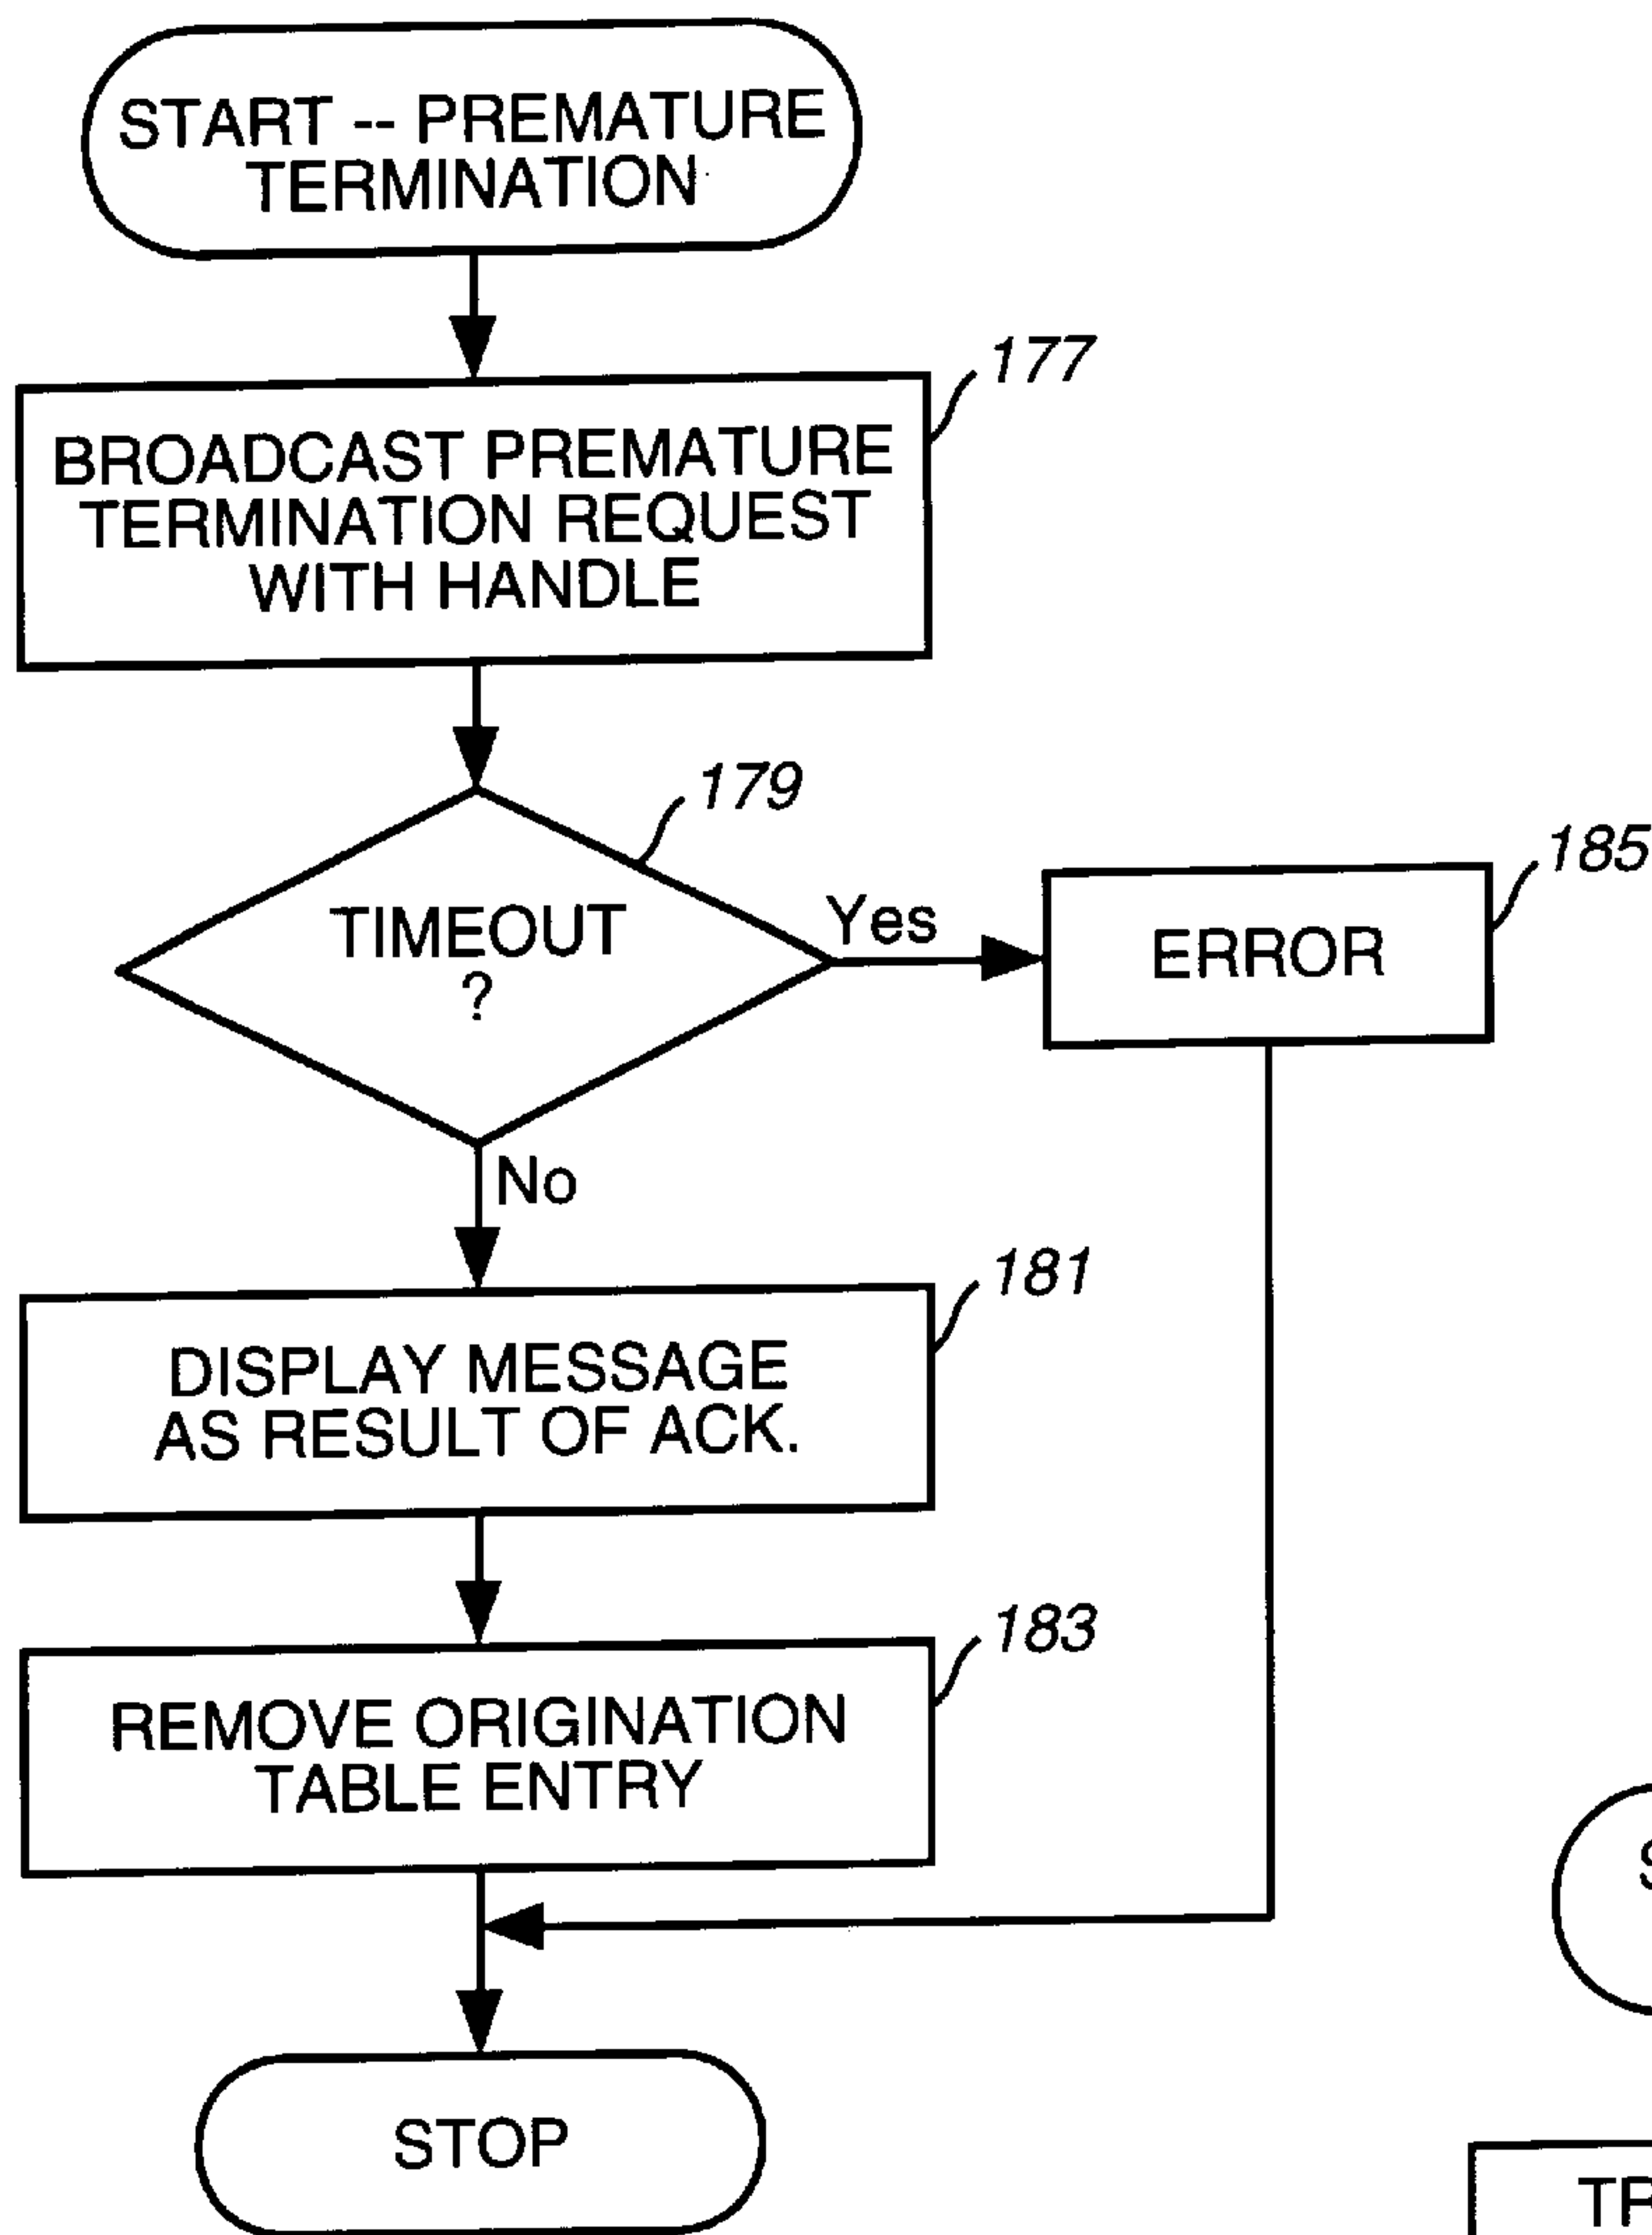 START -- PREMATURE
TERMINATION
177
BROADCAST PREMATURE
TERMINATION REQUEST
WITH HANDLE
179
185
TIMEOUT
?
Yes
ERROR
No
181
DISPLAY MESSAGE
AS RESULT OF ACK.
183
REMOVE ORIGINATION
TABLE ENTRY
STOP